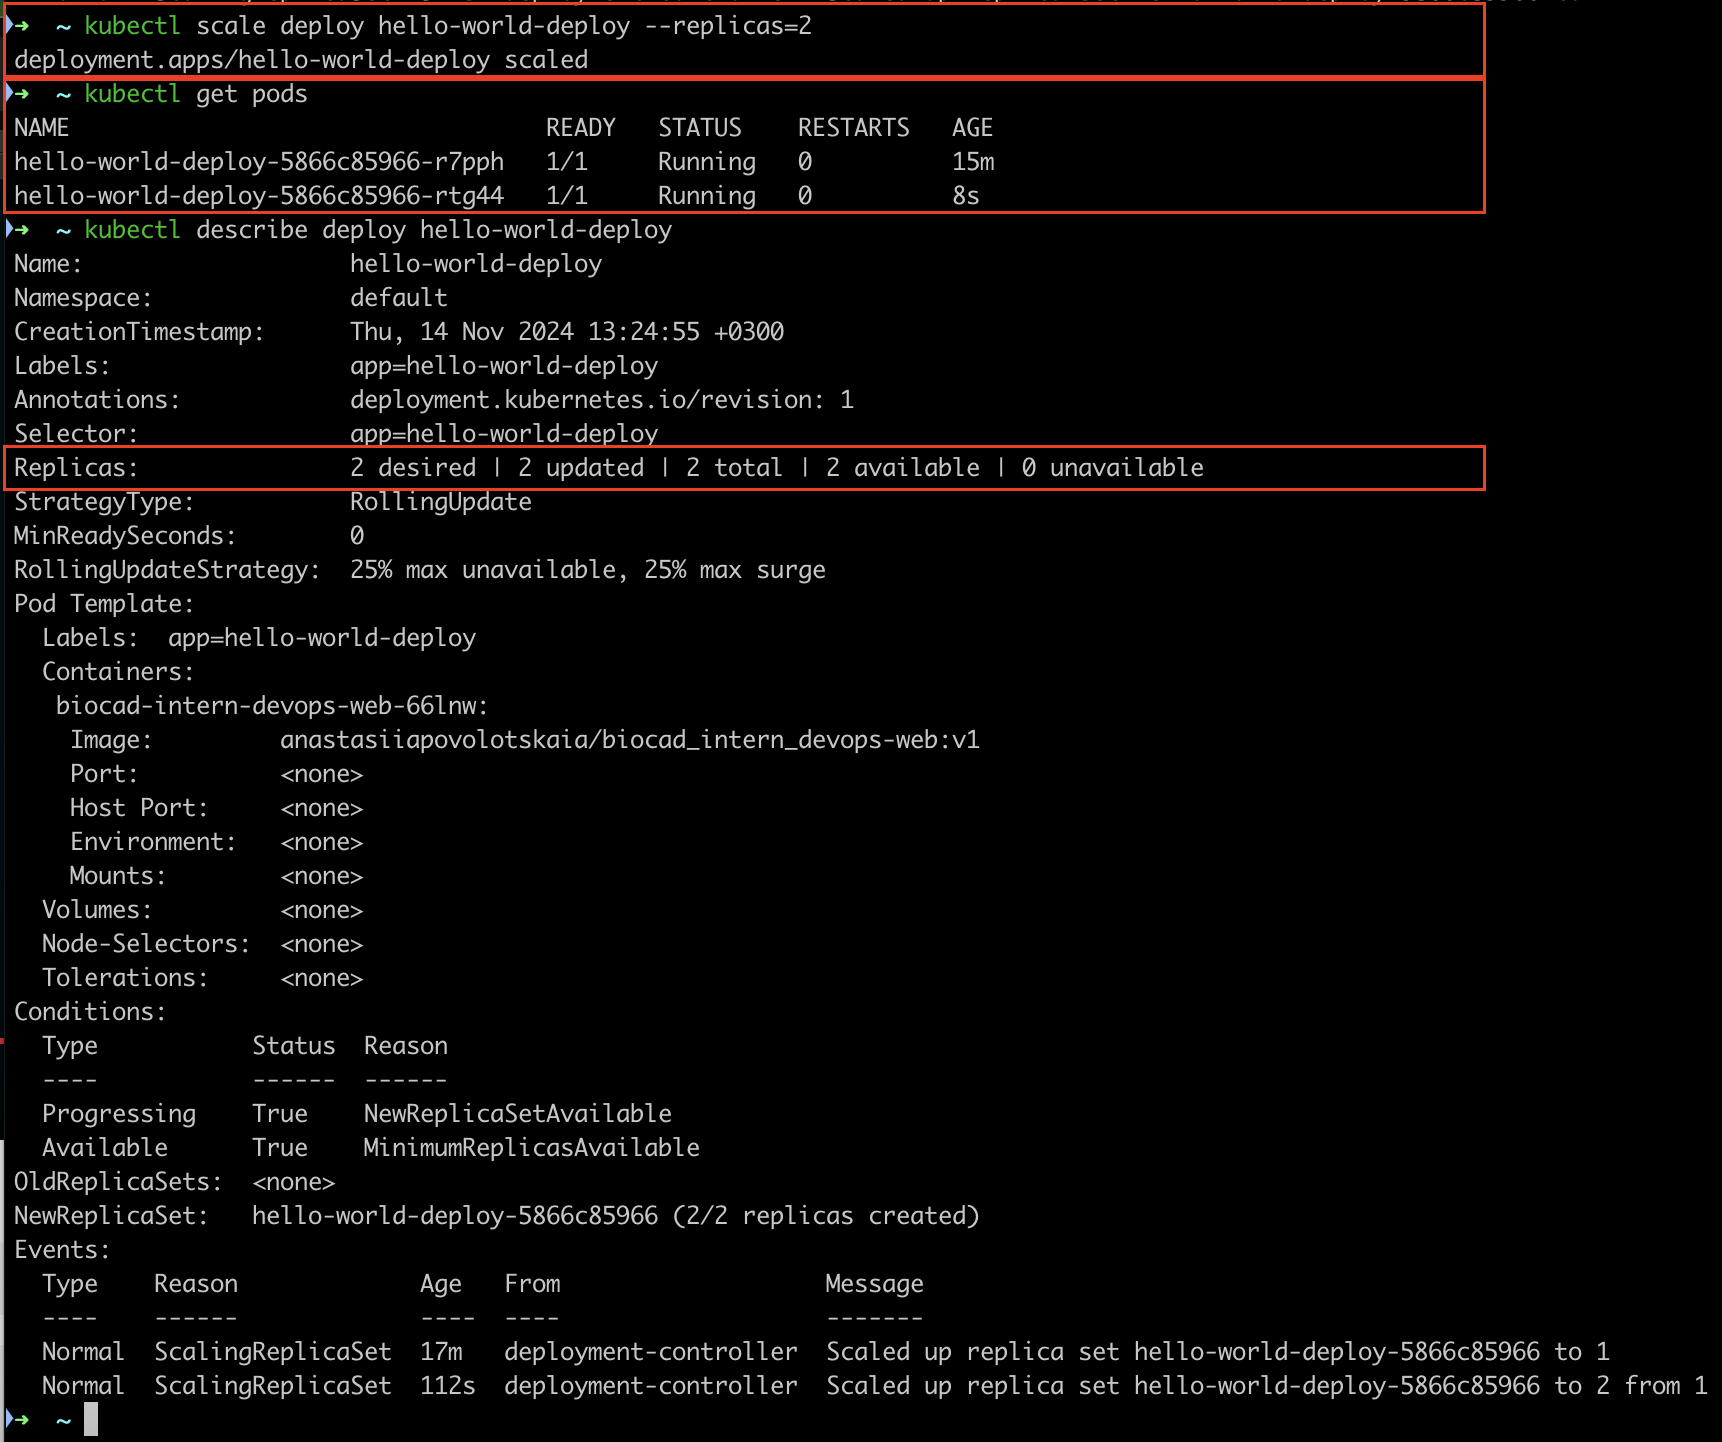 ➜  ~ kubectl scale deploy hello-world-deploy --replicas=2
deployment.apps/hello-world-deploy scaled
➜  ~ kubectl get pods
NAME                                  READY   STATUS    RESTARTS   AGE
hello-world-deploy-5866c85966-r7pph   1/1     Running   0          15m
hello-world-deploy-5866c85966-rtg44   1/1     Running   0          8s
➜  ~ kubectl describe deploy hello-world-deploy
Name:                   hello-world-deploy
Namespace:              default
CreationTimestamp:      Thu, 14 Nov 2024 13:24:55 +0300
Labels:                 app=hello-world-deploy
Annotations:            deployment.kubernetes.io/revision: 1
Selector:               app=hello-world-deploy
Replicas:               2 desired | 2 updated | 2 total | 2 available | 0 unavailable
StrategyType:           RollingUpdate
MinReadySeconds:        0
RollingUpdateStrategy:  25% max unavailable, 25% max surge
Pod Template:
  Labels:  app=hello-world-deploy
  Containers:
   biocad-intern-devops-web-66lnw:
    Image:         anastasiiapovolotskaia/biocad_intern_devops-web:v1
    Port:          <none>
    Host Port:     <none>
    Environment:   <none>
    Mounts:        <none>
  Volumes:         <none>
  Node-Selectors:  <none>
  Tolerations:     <none>
Conditions:
  Type           Status  Reason
  ----           ------  ------
  Progressing    True    NewReplicaSetAvailable
  Available      True    MinimumReplicasAvailable
OldReplicaSets:  <none>
NewReplicaSet:   hello-world-deploy-5866c85966 (2/2 replicas created)
Events:
  Type    Reason             Age   From                   Message
  ----    ------             ----  ----                   -------
  Normal  ScalingReplicaSet  17m   deployment-controller  Scaled up replica set hello-world-deploy-5866c85966 to 1
  Normal  ScalingReplicaSet  112s  deployment-controller  Scaled up replica set hello-world-deploy-5866c85966 to 2 from 1
➜  ~